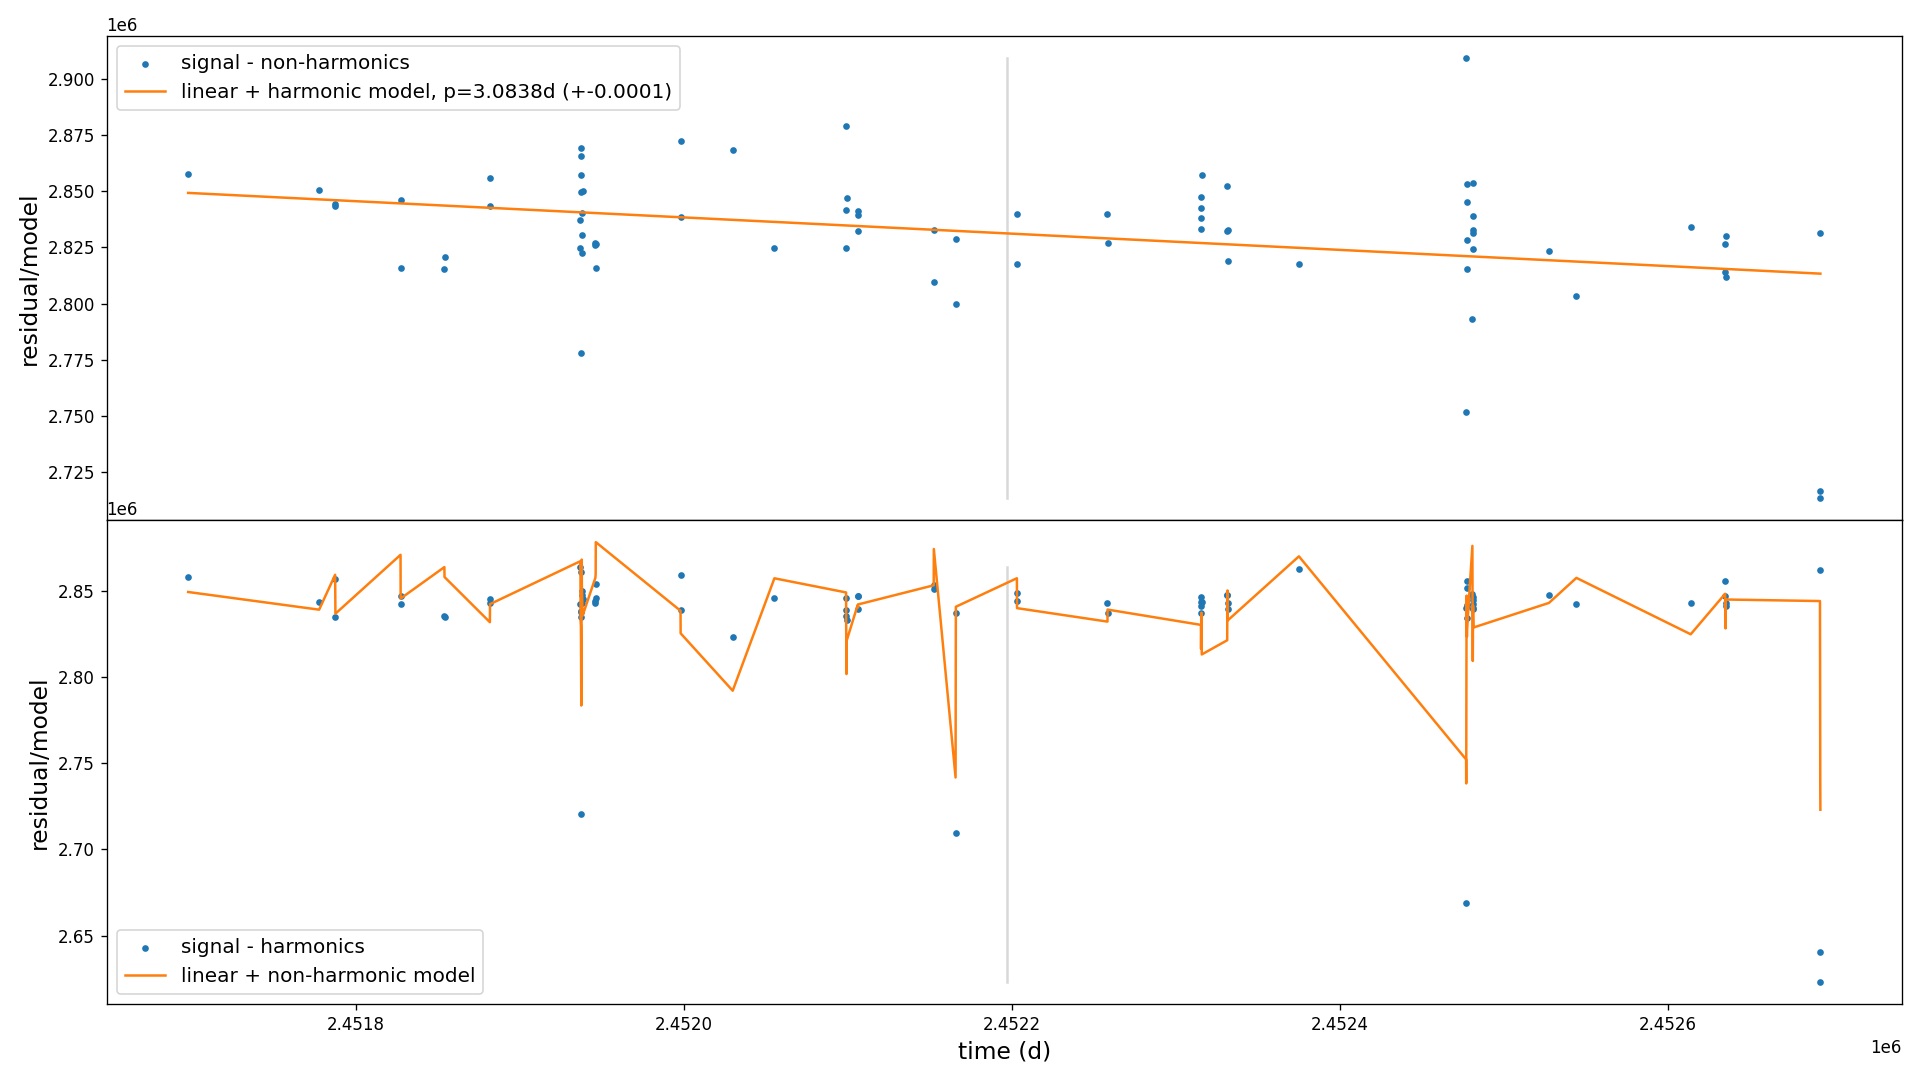 1e6
signal - non-harmonics
linear + harmonic model, p=3.0838d (+-0.0001)
residual/model
2.900
2.875
2.850
2.825
2.800
2.775
2.750
2.725
1e6
residual/model
2.85
2.80
2.75
2.70
2.65
signal - harmonics
linear + non-harmonic model
2.4518
2.4520
2.4522
2.4524
2.4526
time (d)
1e6